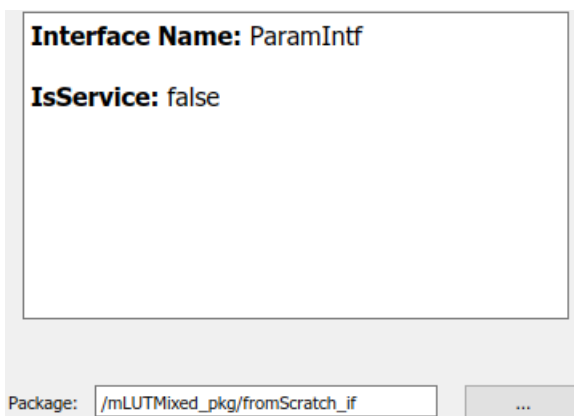 Interface Name: ParamIntf
IsService: false
Package: /mLUTMixed_pkg/fromScratch_if ...